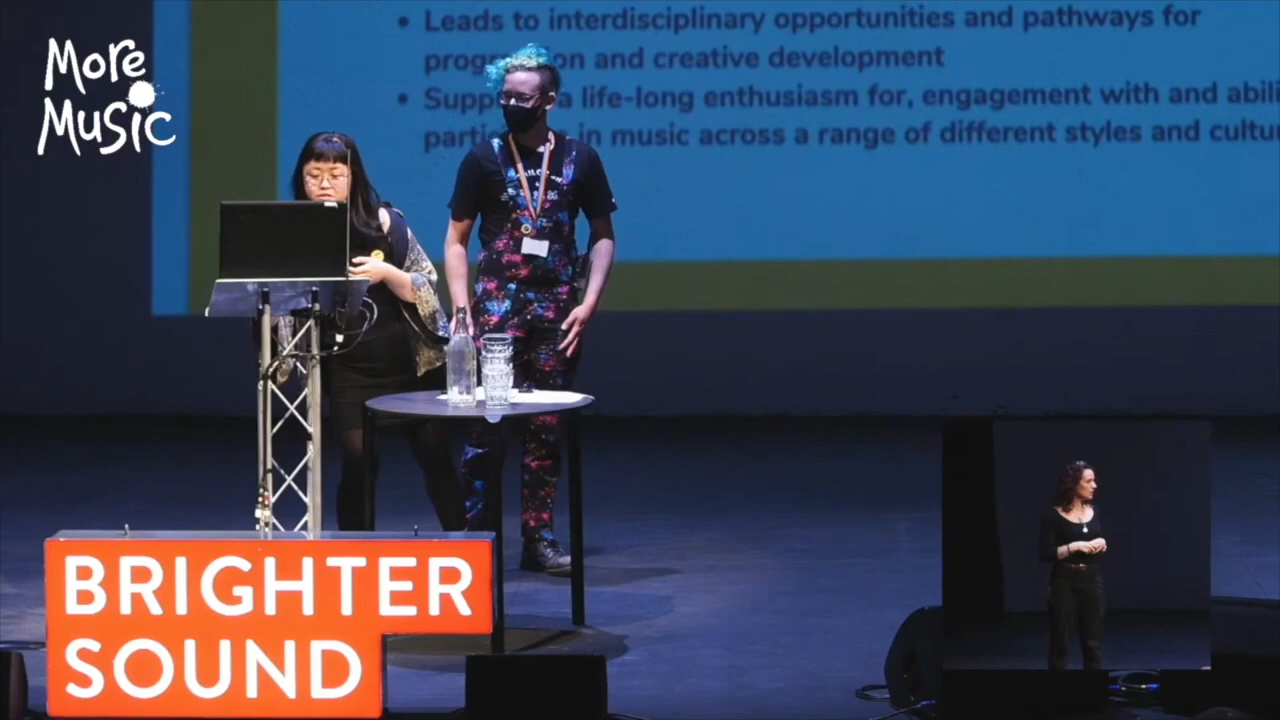 More
Music
• Leads to interdisciplinary opportunities and pathways for
and creative development
• a life-long enthusiasm for, engagement with and
in music across a range of different styles and
BRIGHTER
SOUND